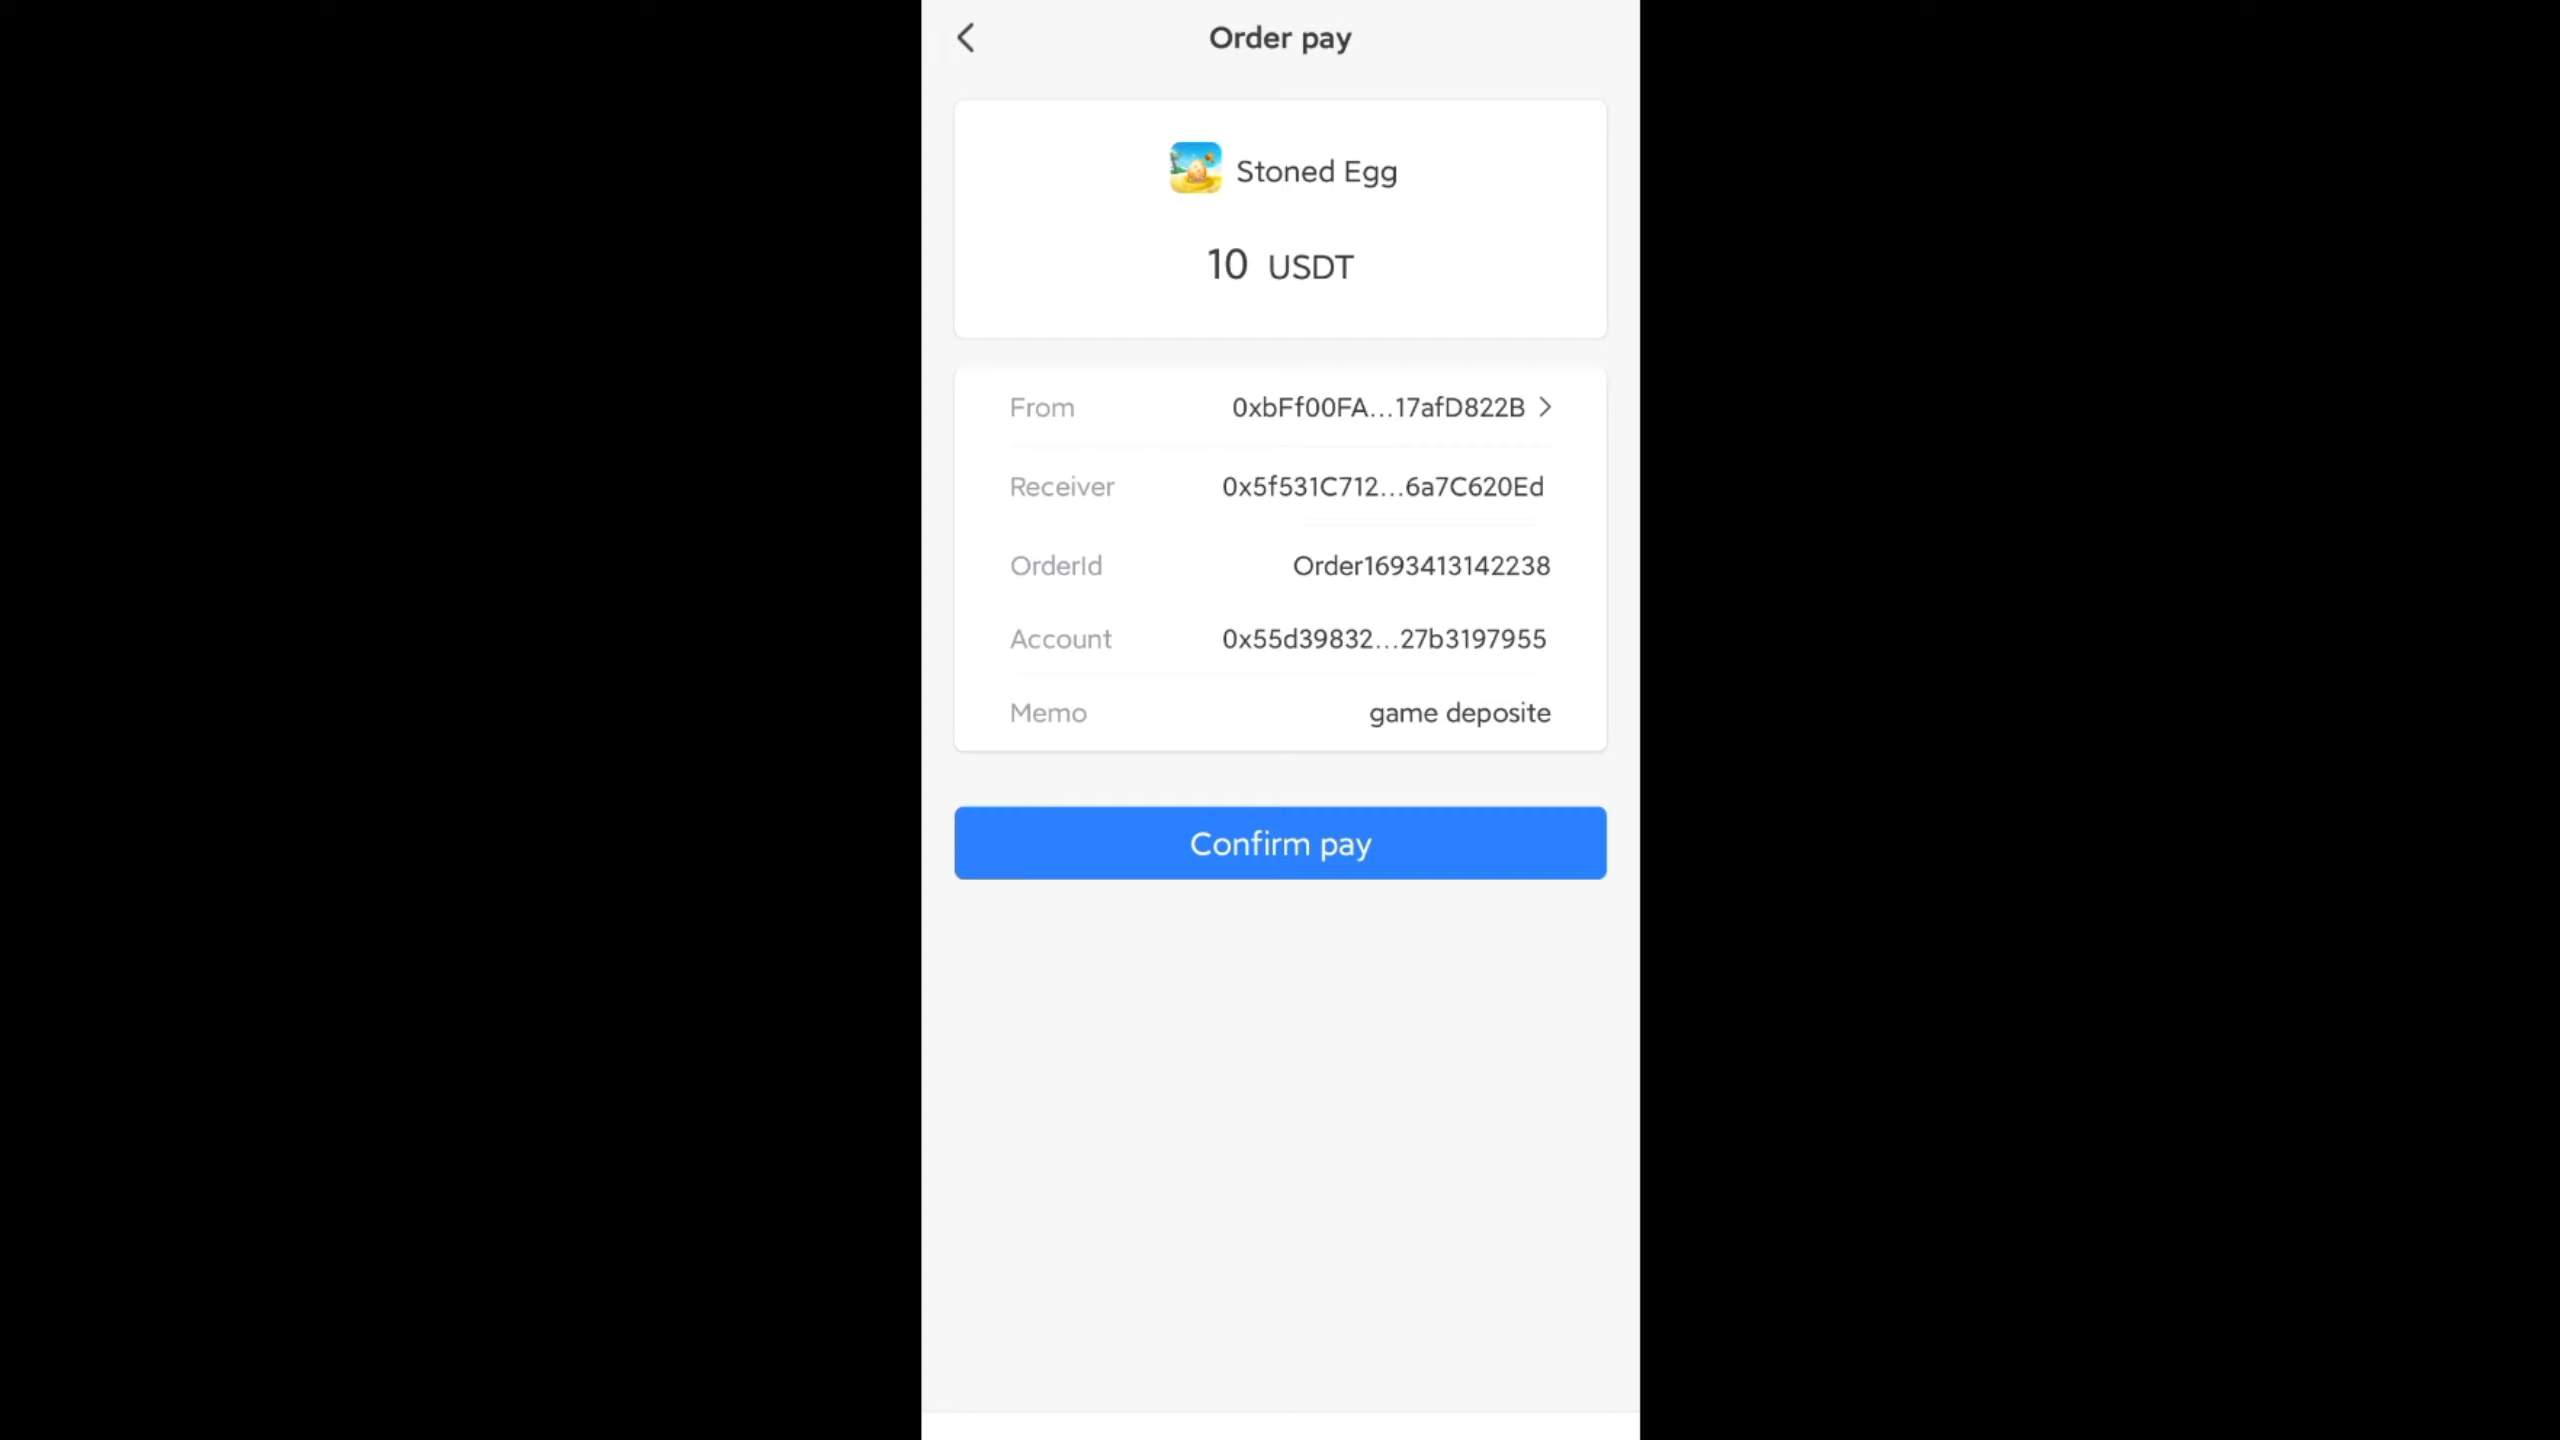 Order pay
Stoned Egg
10 USDT
From 0xbFf00FA...17afD822B
Receiver 0x5f531C712...6a7C620Ed
OrderId Order1693413142238
Account 0x55d39832...27b3197955
Memo game deposite
Confirm pay